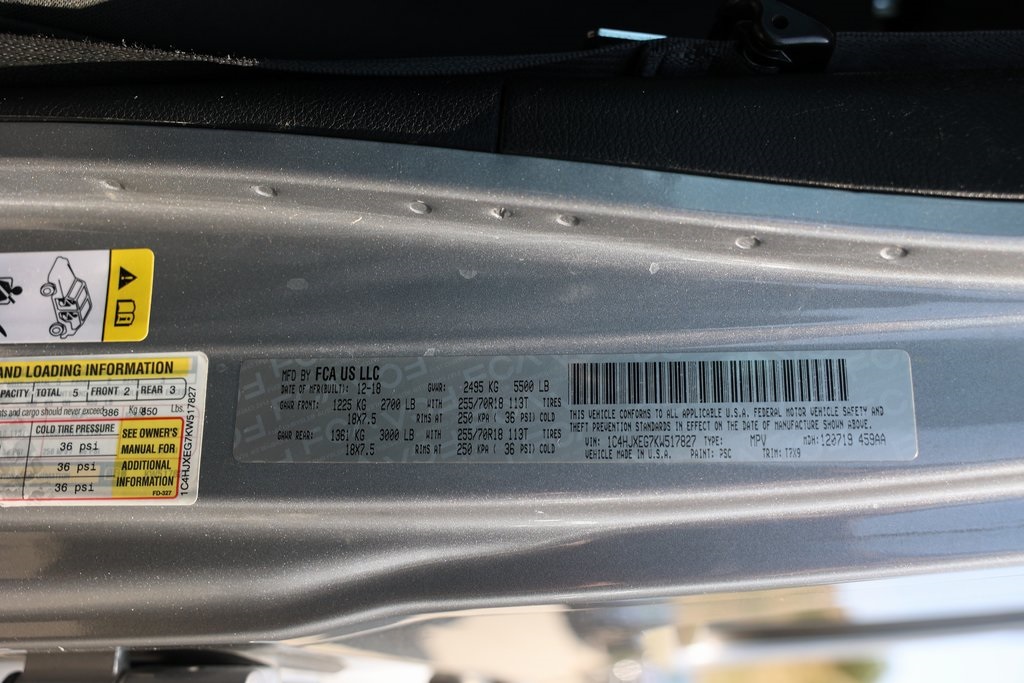 AND LOADING INFORMATION
PACITY TOTAL 5 FRONT 2 REAR 3
nts and cargo should never exceed 386 Kg 850 Lbs.
COLD TIRE PRESSURE
36 psi
36 psi
36 psi
SEE OWNER'S
MANUAL FOR
ADDITIONAL
INFORMATION
FD-327
1C4HJXEG7KW517827
MFD BY FCA US LLC
DATE OF MFR(BUILT): 12-18 GVWR: 2495 KG 5500 LB
GAWR FRONT: 1225 KG 2700 LB 255/70R18 113T TIRES
18X7.5 RIMS AT 250 KPA ( 36 PSI) COLD
GAWR REAR: 1361 KG 3000 LB 255/70R18 113T TIRES
18X7.5 RIMS AT 250 KPA ( 36 PSI) COLD
THIS VEHICLE CONFORMS TO ALL APPLICABLE U.S.A. FEDERAL MOTOR VEHICLE SAFETY AND
THEFT PREVENTION STANDARDS IN EFFECT ON THE DATE OF MANUFACTURE SHOWN ABOVE.
VIN: 1C4HJXEG7KW517827 TYPE: MPV MDH: 120719 459AA
VEHICLE MADE IN U.S.A. PAINT: PSC TRIM: T7X9